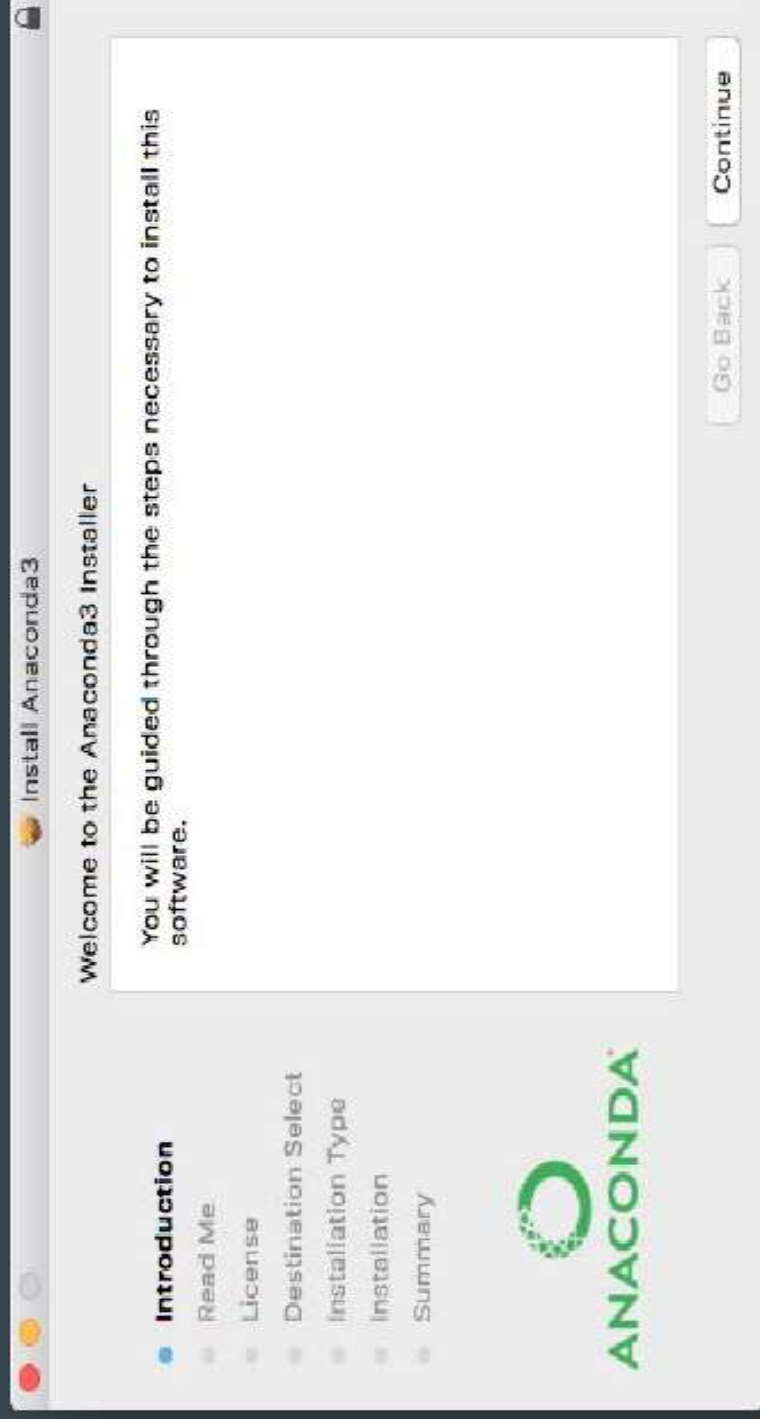 Install Anaconda3
Welcome to the Anaconda3 Installer
Introduction
Read Me
License
Destination Select
Installation Type
Installation
Summary
You will be guided through the steps necessary to install this
software.
ANACONDA
Go Back
Continue